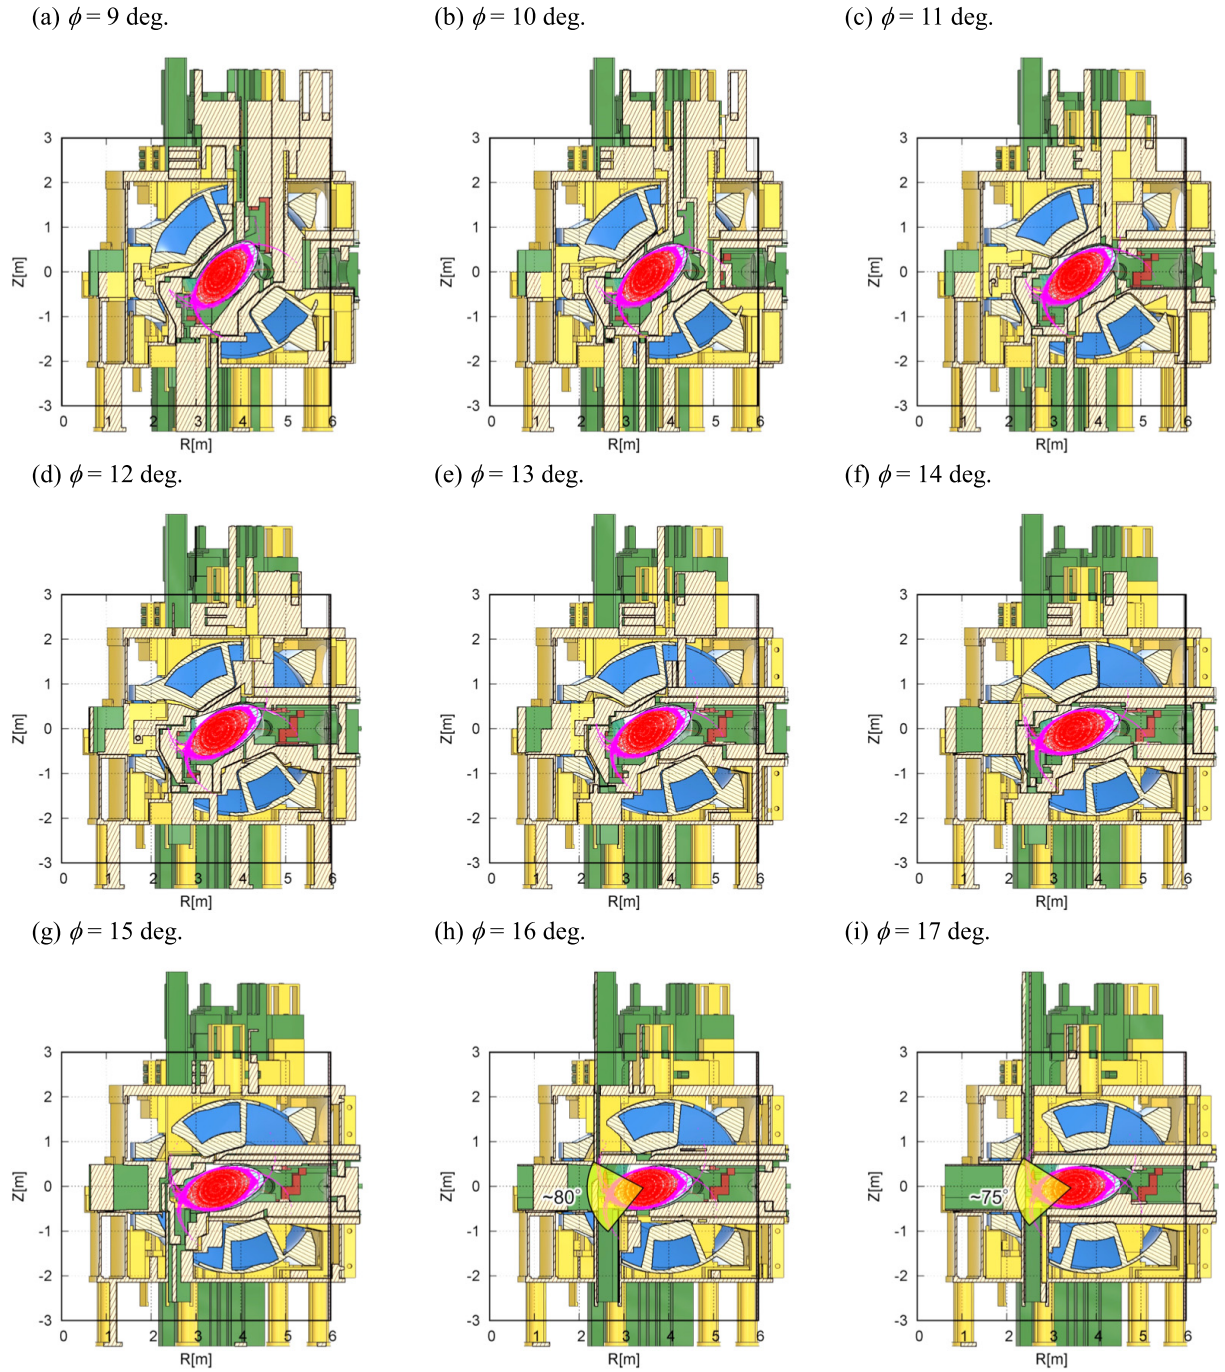 (a) ϕ = 9 deg. (b) ϕ = 10 deg. (c) ϕ = 11 deg.
3 3 3
2 2 2
1 1 1
Z[m] 0 Z[m] 0 Z[m] 0
-1 -1 -1
-2 -2 -2
-3 -3 -3
0 1 2 3 4 5 6 0 1 2 3 4 5 6 0 1 2 3 4 5 6
R[m] R[m] R[m]
(d) ϕ = 12 deg. (e) ϕ = 13 deg. (f) ϕ = 14 deg.
3 3 3
2 2 2
1 1 1
Z[m] 0 Z[m] 0 Z[m] 0
-1 -1 -1
-2 -2 -2
-3 -3 -3
0 1 2 3 4 5 6 0 1 2 3 4 5 6 0 1 2 3 4 5 6
R[m] R[m] R[m]
(g) ϕ = 15 deg. (h) ϕ = 16 deg. (i) ϕ = 17 deg.
3 3 3
2 2 2
1 1 1
Z[m] 0 Z[m] 0 ~80° Z[m] 0 ~75°
-1 -1 -1
-2 -2 -2
-3 -3 -3
0 1 2 3 4 5 6 0 1 2 3 4 5 6 0 1 2 3 4 5 6
R[m] R[m] R[m]